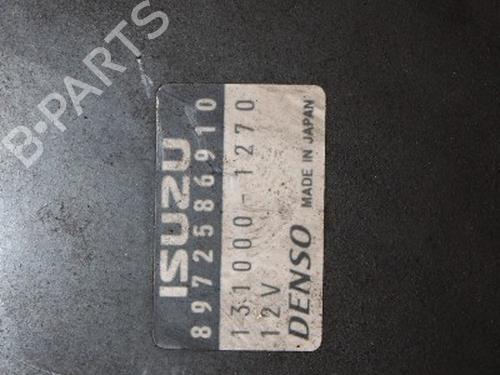 B-PARTS
ISUZU
8972586910
131000-1270
12V
DENSO MADE IN JAPAN